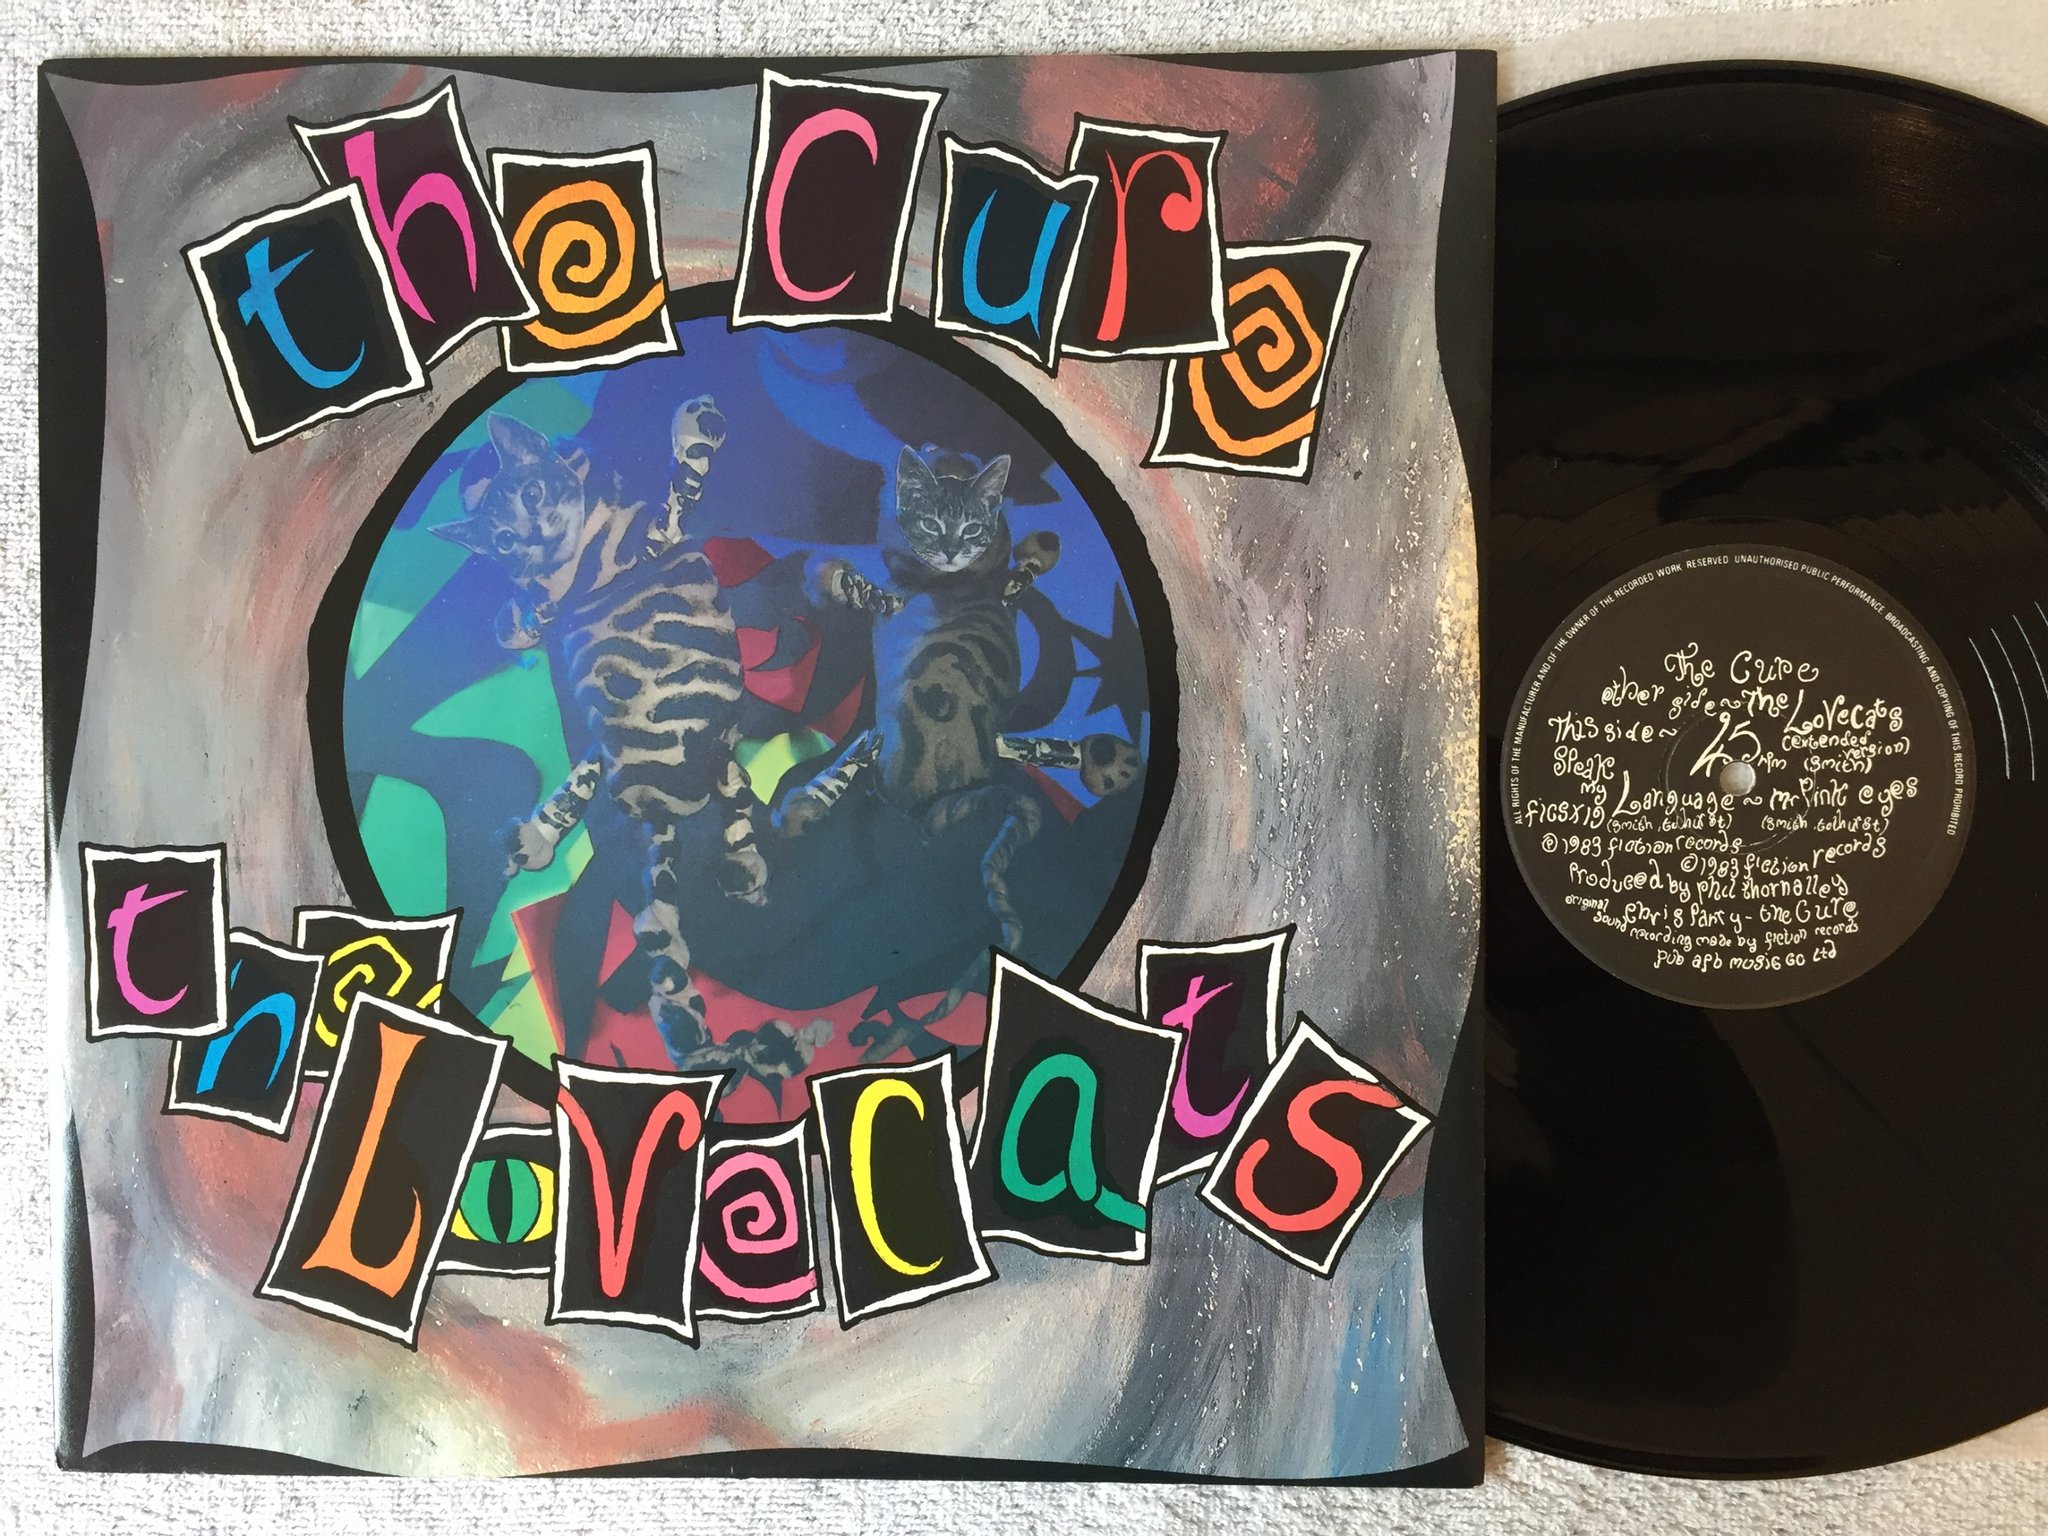 the cure
the Lovecats
ALL RIGHTS OF THE MANUFACTURER AND OF THE OWNER OF THE RECORDED WORK RESERVED UNAUTHORISED PUBLIC PERFORMANCE BROADCASTING AND COPYING OF THIS RECORD PROHIBITED
The Cure
other side~The Lovecats
(extended version)
This side~ 45 rpm (Smith)
Speak my Language~mr Pink eyes
ficsx19 (Smith, tolhurst) (Smith, tolhurst)
℗ 1983 fiction records
© 1983 fiction records
Produced by phil thornalley
Chris Parry-the Cure
original sound recording made by fiction records
pub apb music co Ltd